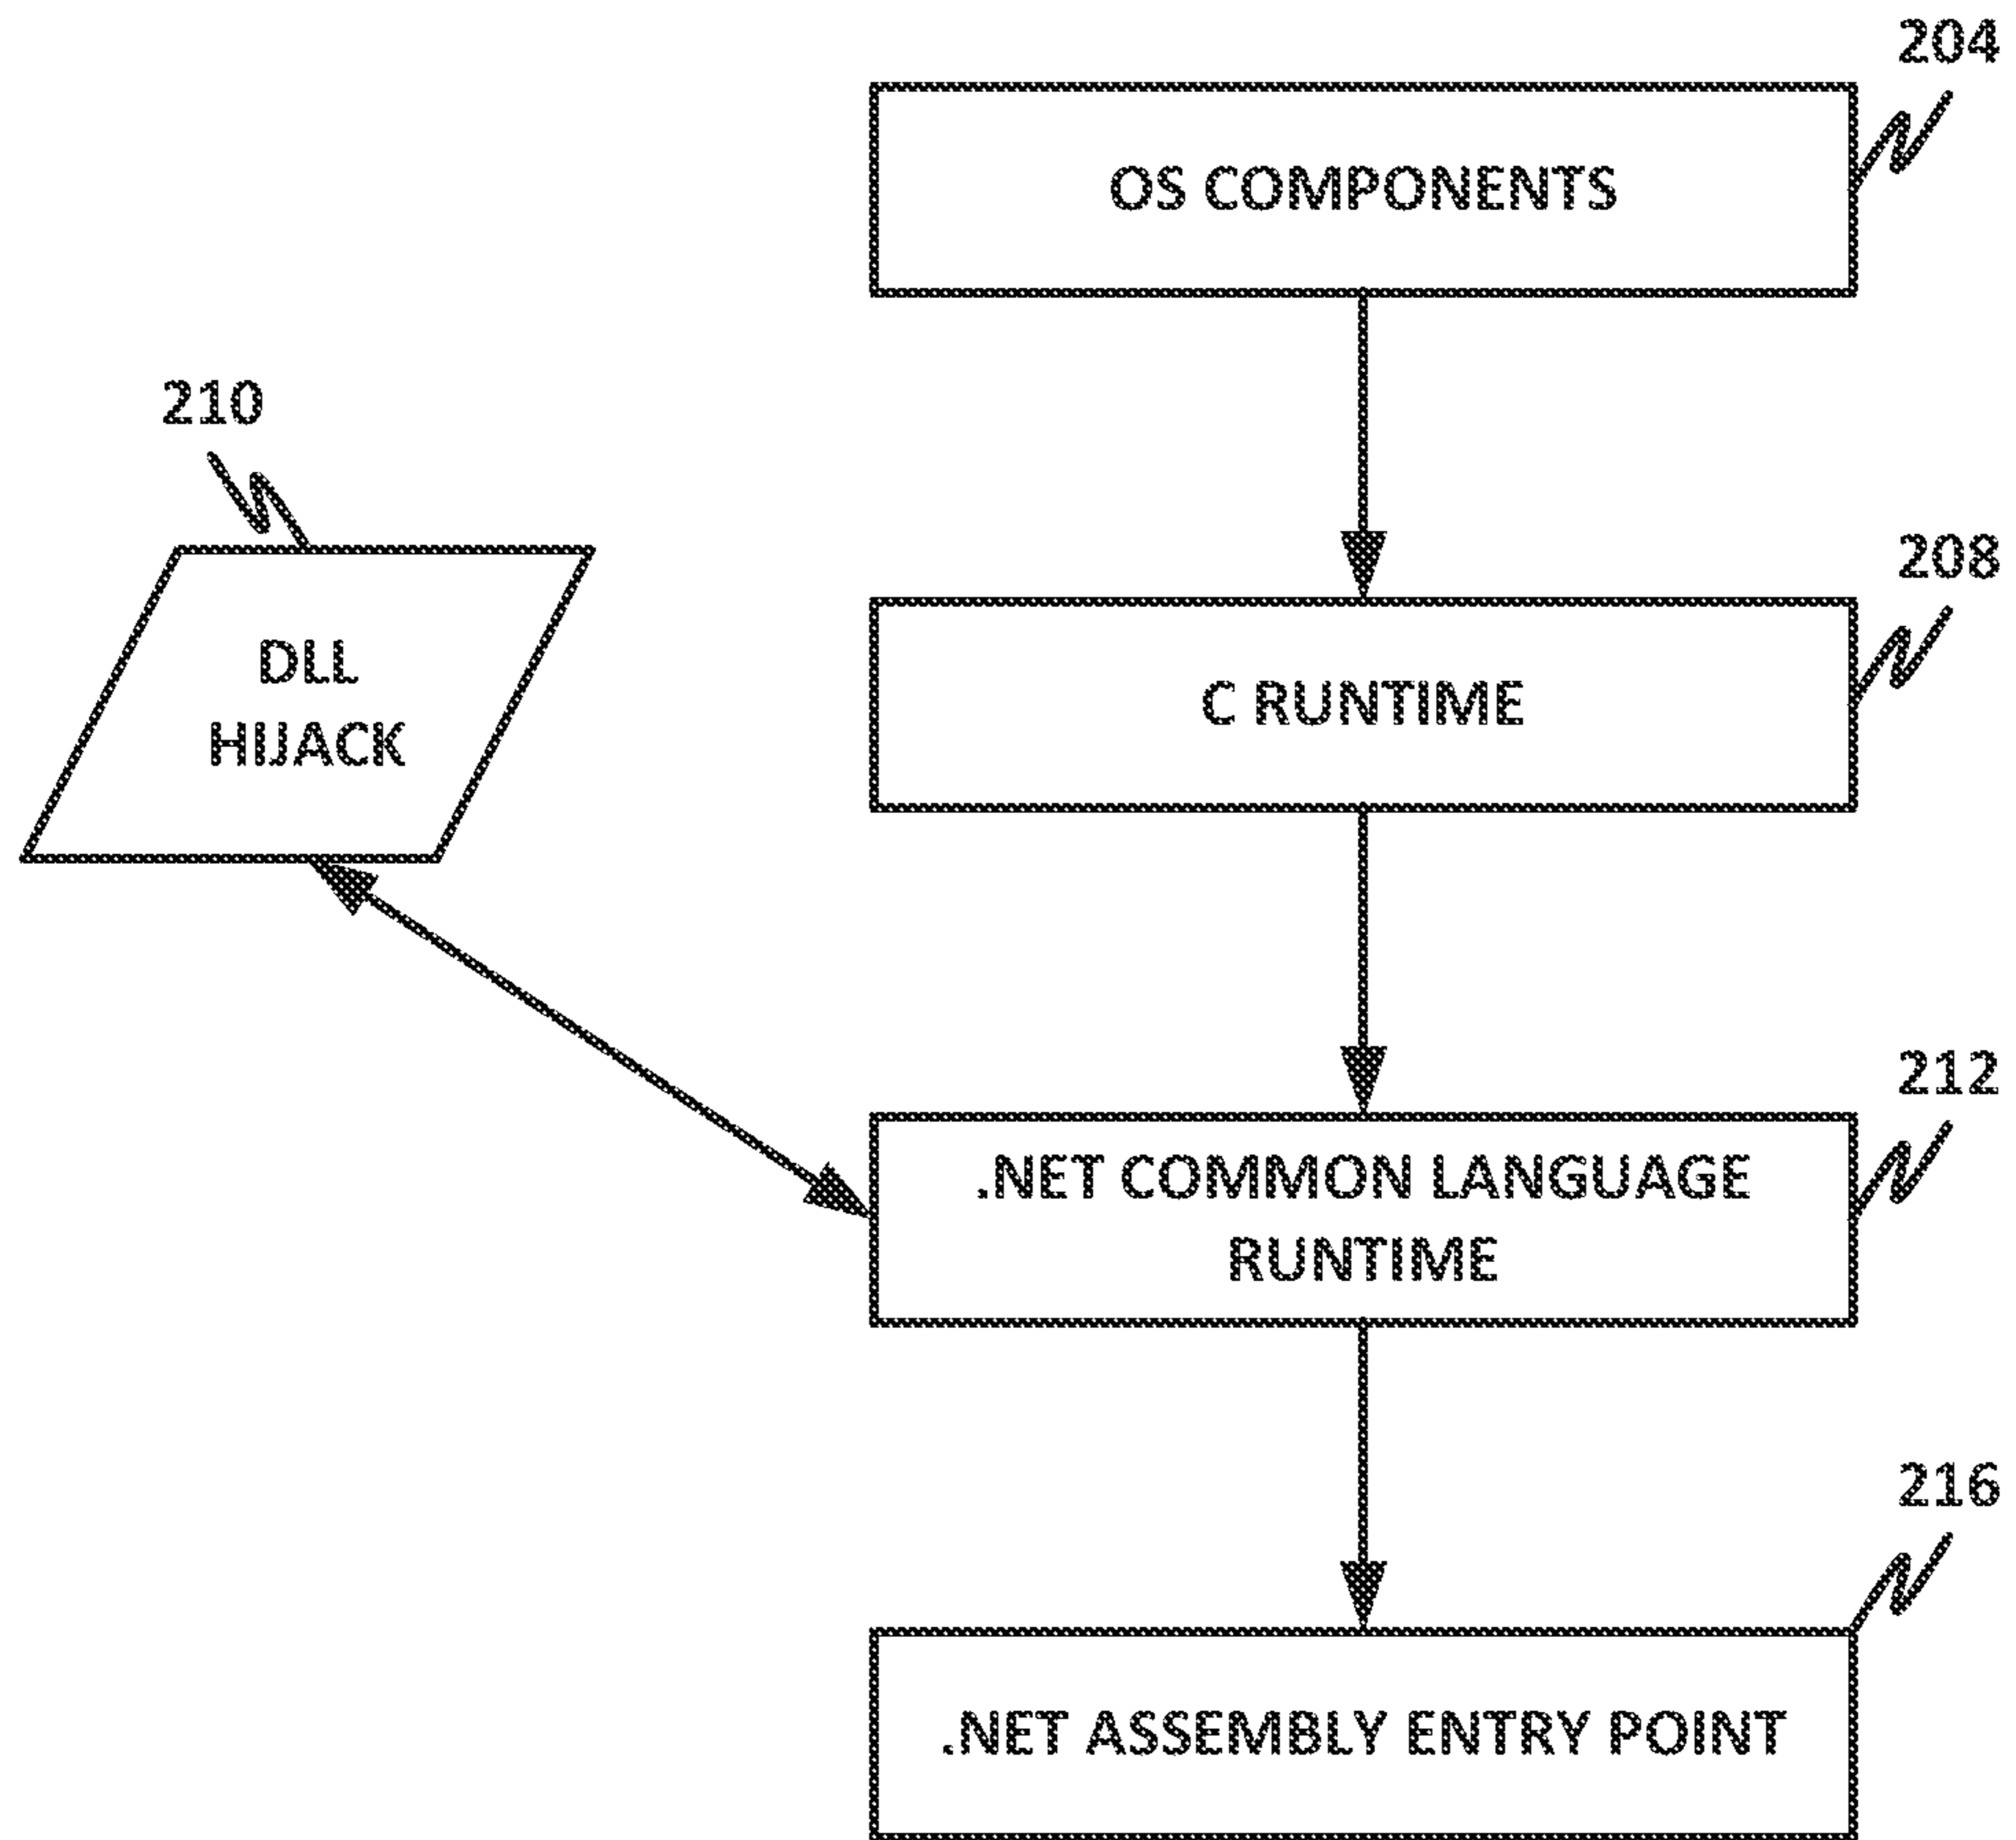 204
OS COMPONENTS
210
208
DLL
HIJACK
C RUNTIME
212
.NET COMMON LANGUAGE
RUNTIME
216
.NET ASSEMBLY ENTRY POINT